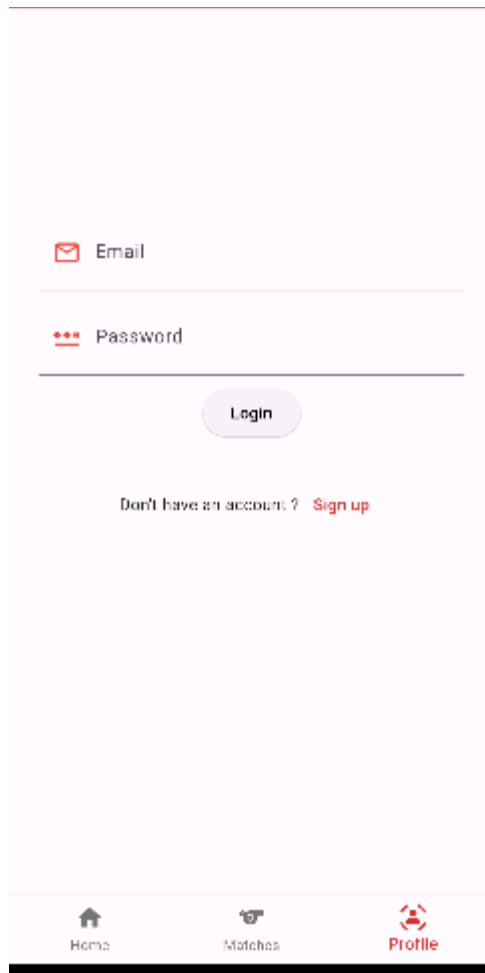 Email
Password
Login
Don't have an account ? Sign up
Home Matches Profile